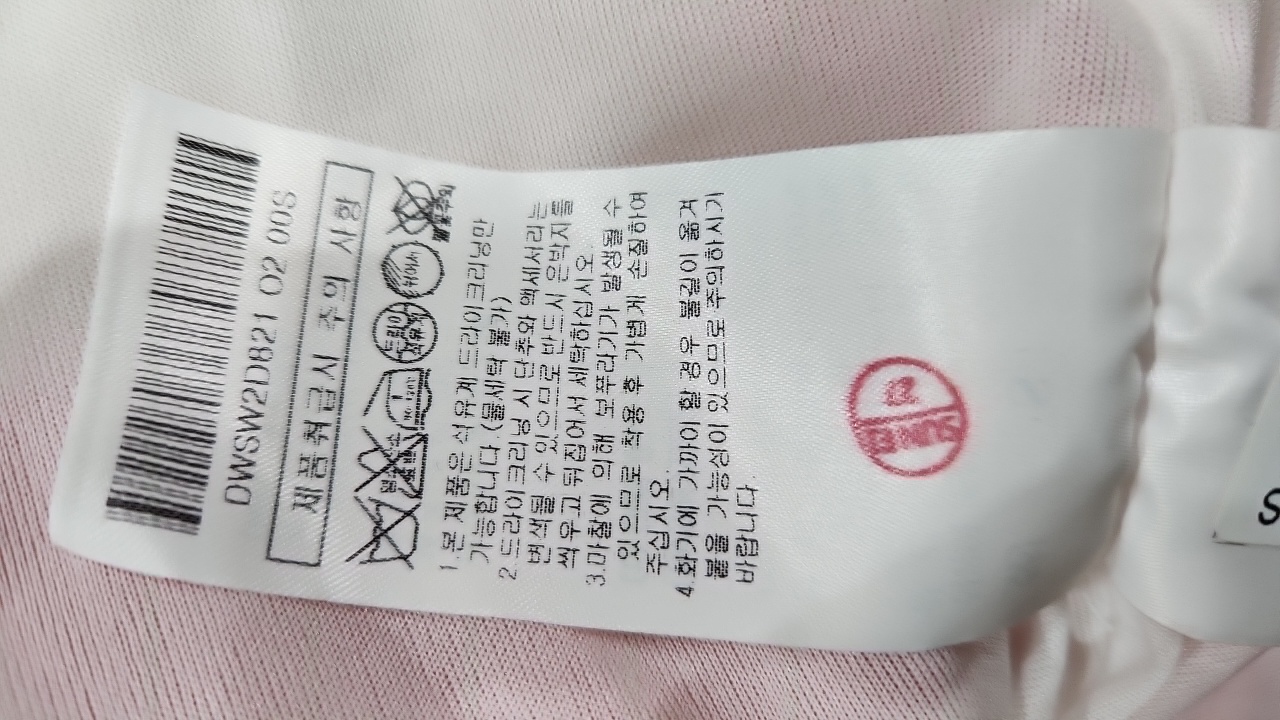 DWSW2DB21 02 00S
제품취급시 주의 사항
드라이
석유계
1.본 제품은 석유계 드라이크리닝만
가능합니다.(물세탁 불가)
2.드라이크리닝 시 단추와 액세서리는
변색될 수 있으므로 반드시 은박지를
씌우고 뒤집어서 세탁하십시오.
3.마찰에 의해 보푸라기가 발생될 수
있으므로 착용 후 가볍게 손질하여
주십시오.
4.화기에 가까이 할 경우 불길이 옮겨
붙을 가능성이 있으므로 주의하시기
바랍니다
S